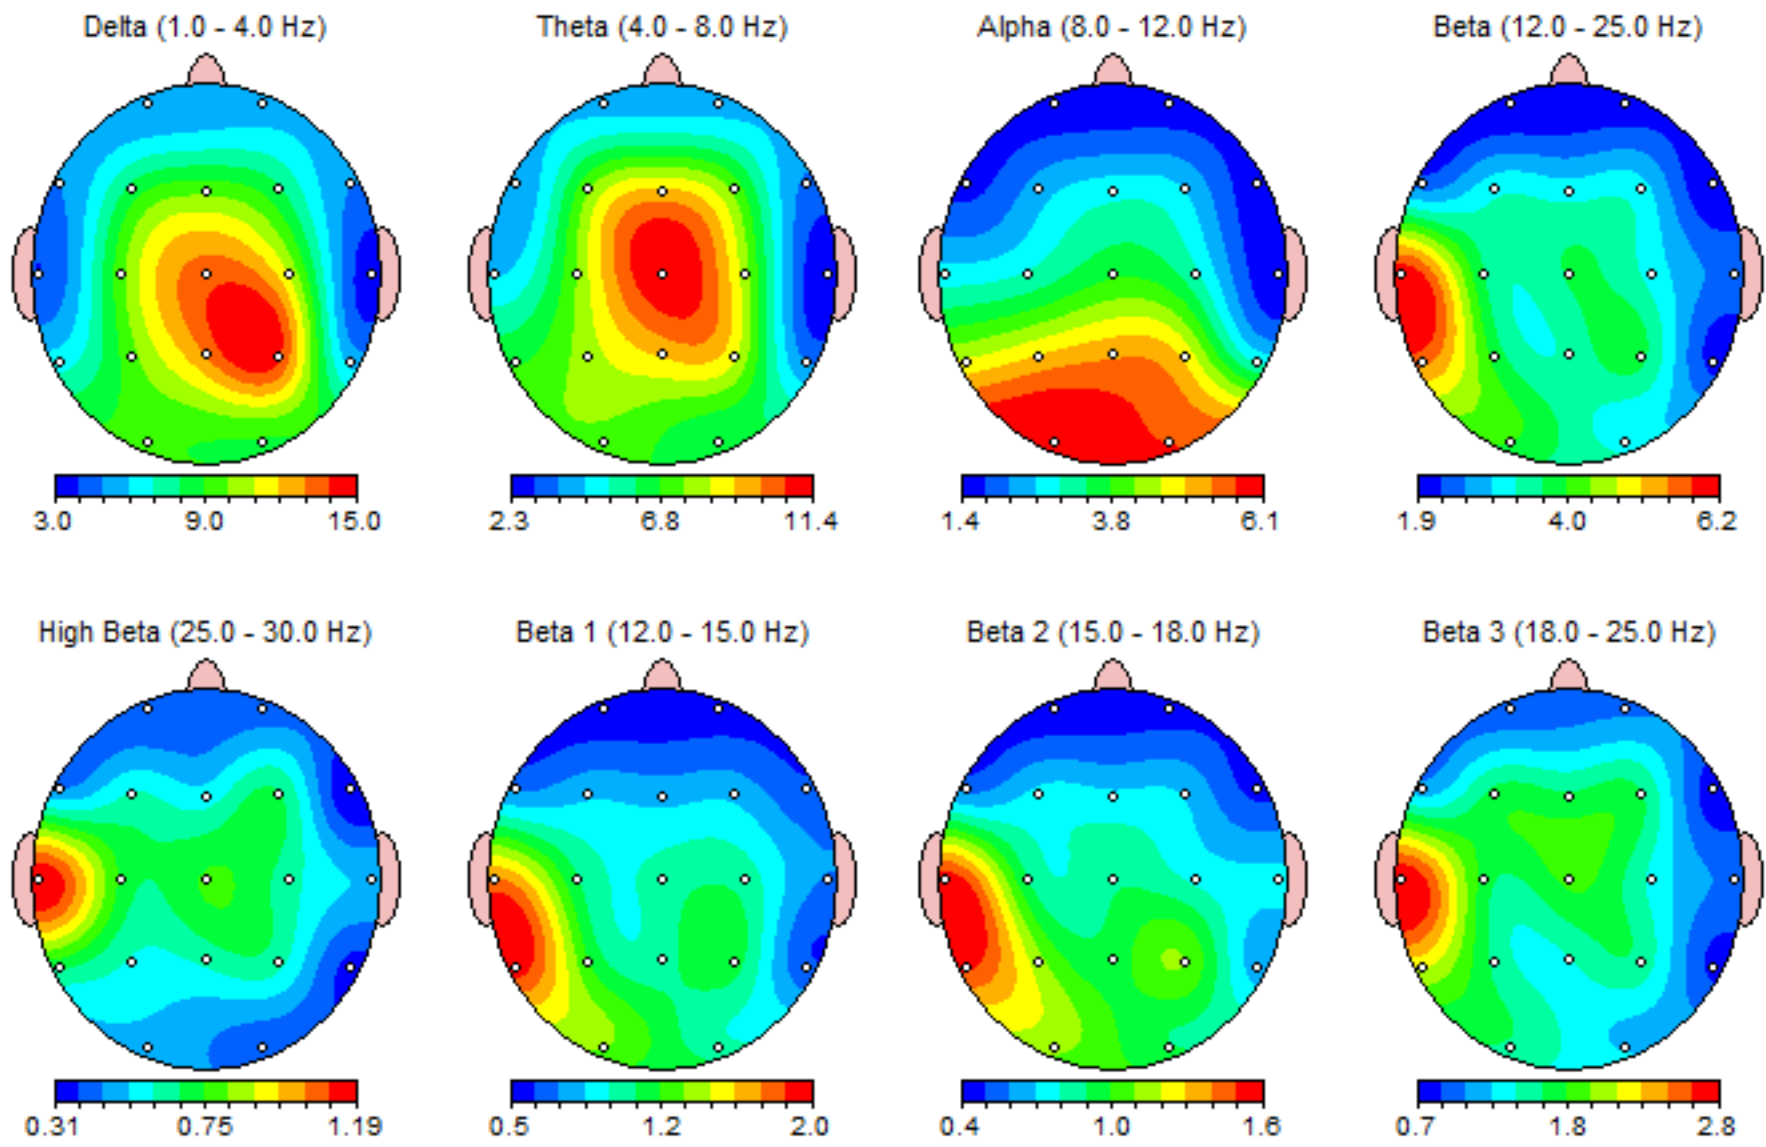 Delta (1.0 - 4.0 Hz)
Theta (4.0 - 8.0 Hz)
Alpha (8.0 - 12.0 Hz)
Beta (12.0 - 25.0 Hz)
3.0 9.0 15.0
2.3 6.8 11.4
1.4 3.8 6.1
1.9 4.0 6.2
High Beta (25.0 - 30.0 Hz)
Beta 1 (12.0 - 15.0 Hz)
Beta 2 (15.0 - 18.0 Hz)
Beta 3 (18.0 - 25.0 Hz)
0.31 0.75 1.19
0.5 1.2 2.0
0.4 1.0 1.6
0.7 1.8 2.8